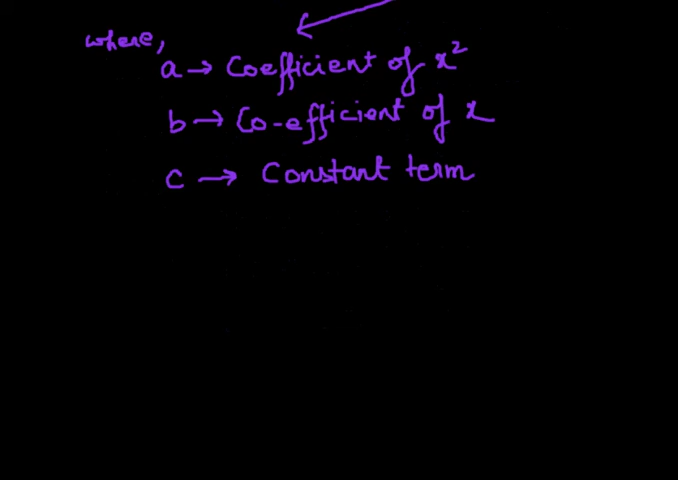 where,
a → Coefficient of x²
b → Co-efficient of x
c → Constant term